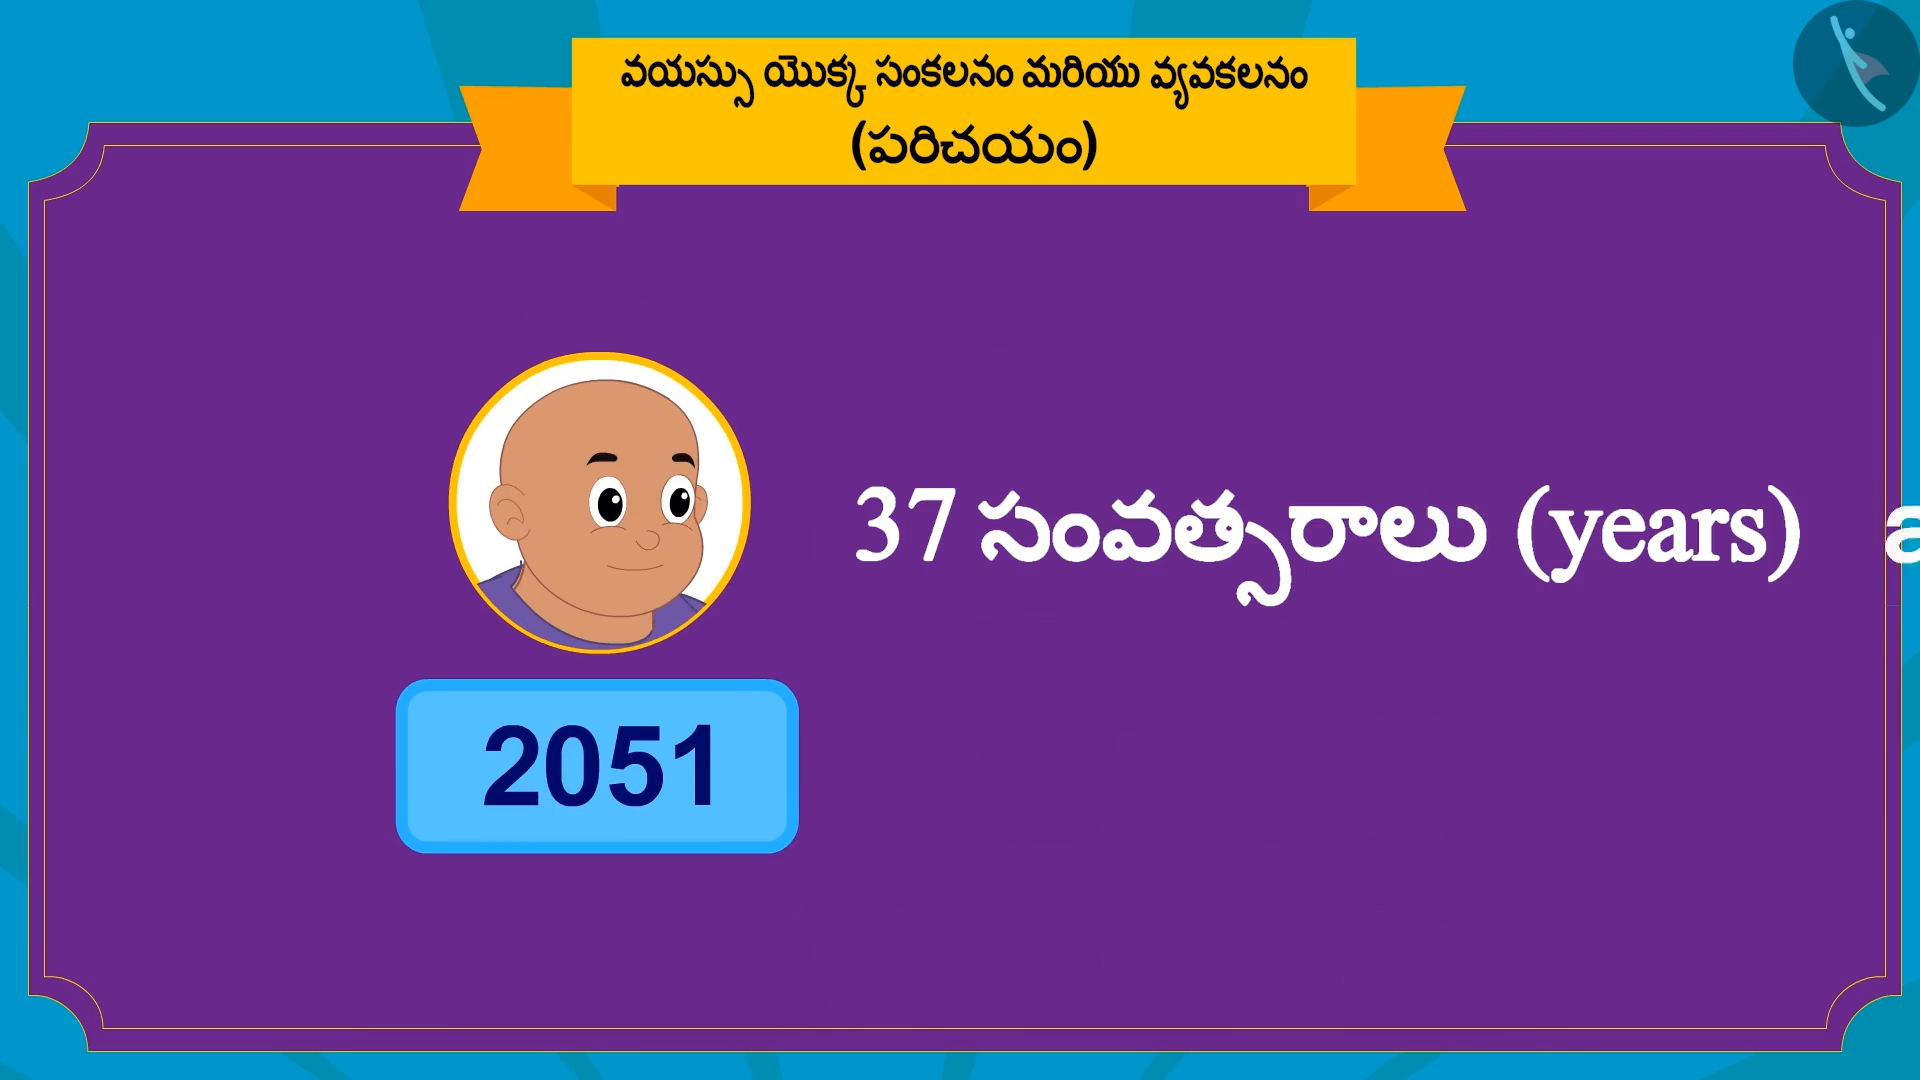 వయస్సు యొక్క సంకలనం మరియు వ్యవకలనం
(పరిచయం)
37 సంవత్సరాలు (years)
2051